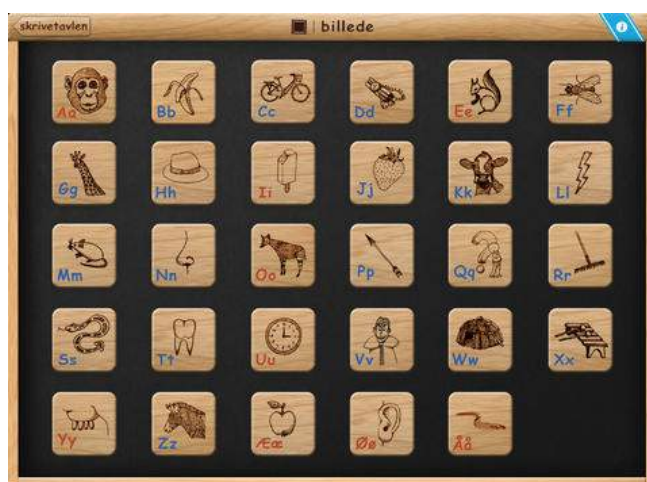 skrivetavlen
billede
i
Aa Bb Cc Dd Ee Ff
Gg Hh Ii Jj Kk Ll
Mm Nn Oo Pp Qq Rr
Ss Tt Uu Vv Ww Xx
Yy Zz Ææ Øø Åå